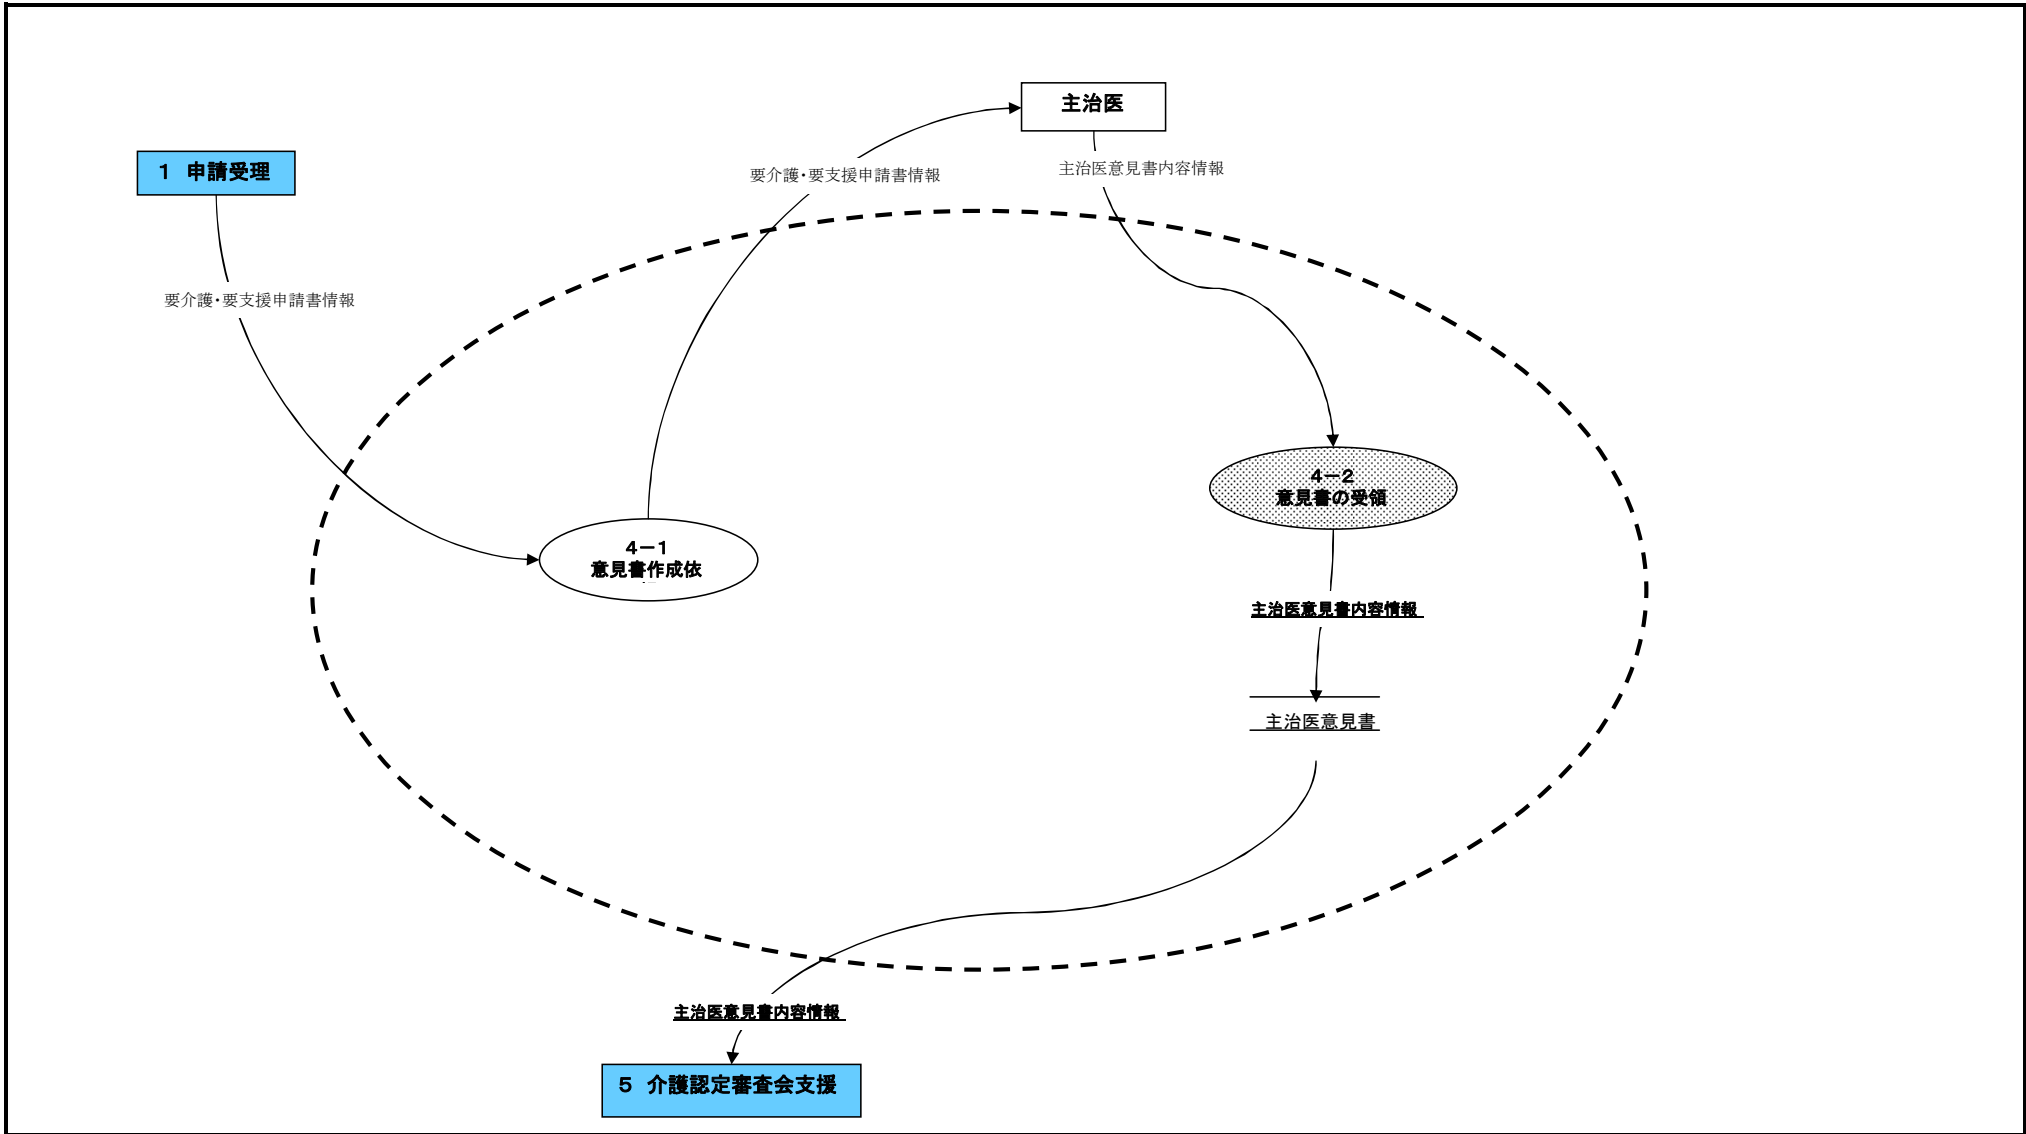 主治医
1 申請受理
要介護・要支援申請書情報
主治医意見書内容情報
要介護・要支援申請書情報
4－2
意見書の受領
4－1
意見書作成依
主治医意見書内容情報
主治医意見書
主治医意見書内容情報
5 介護認定審査会支援